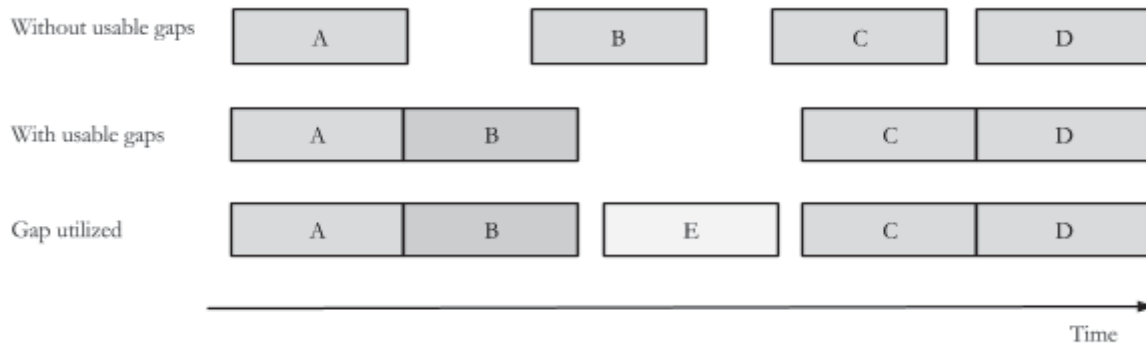 Without usable gaps A B C D
With usable gaps A B C D
Gap utilized A B E C D
Time